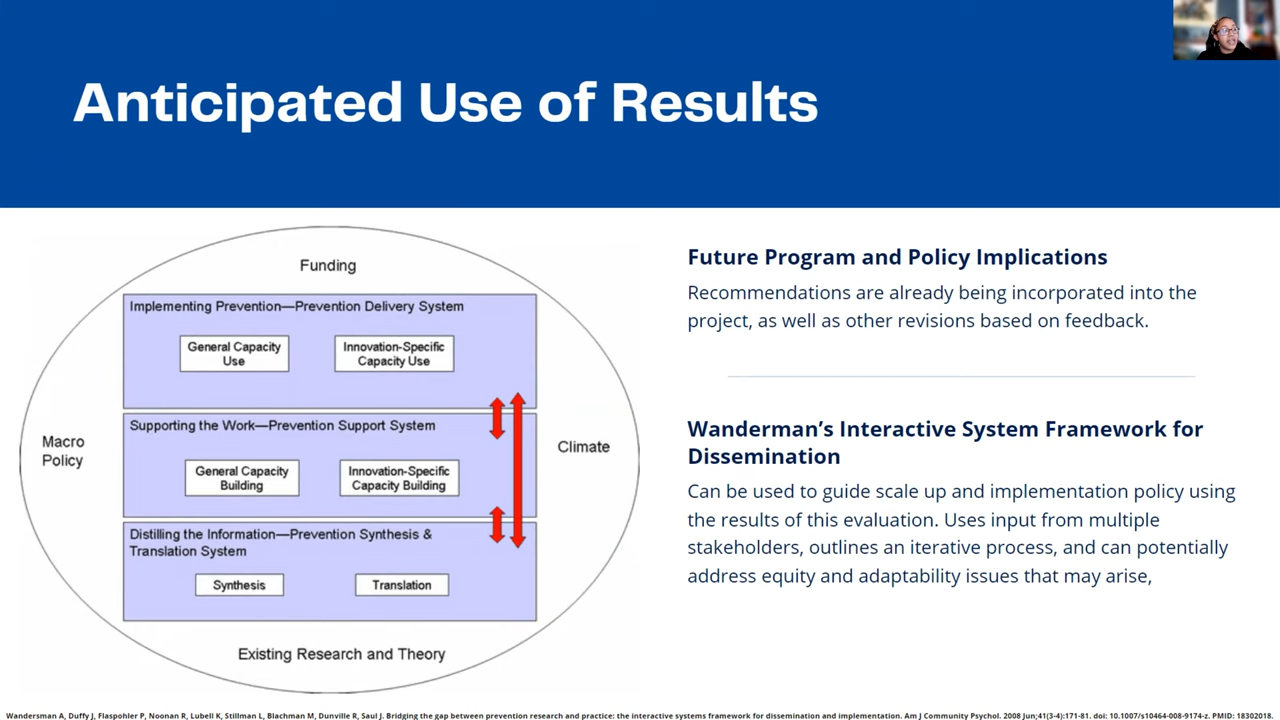 Anticipated Use of Results
Funding
Implementing Prevention—Prevention Delivery System
General Capacity
Use
Innovation-Specific
Capacity Use
Supporting the Work—Prevention Support System
General Capacity
Building
Innovation-Specific
Capacity Building
Distilling the Information—Prevention Synthesis &
Translation System
Synthesis
Translation
Macro
Policy
Climate
Existing Research and Theory
Future Program and Policy Implications
Recommendations are already being incorporated into the
project, as well as other revisions based on feedback.
Wanderman’s Interactive System Framework for
Dissemination
Can be used to guide scale up and implementation policy using
the results of this evaluation. Uses input from multiple
stakeholders, outlines an iterative process, and can potentially
address equity and adaptability issues that may arise,
Wandersman A, Duffy J, Flaspohler P, Noonan R, Lubell K, Stillman L, Blachman M, Dunville R, Saul J. Bridging the gap between prevention research and practice: the interactive systems framework for dissemination and implementation. Am J Community Psychol. 2008 Jun;41(3-4):171-81. doi: 10.1007/s10464-008-9174-z. PMID: 18302018.